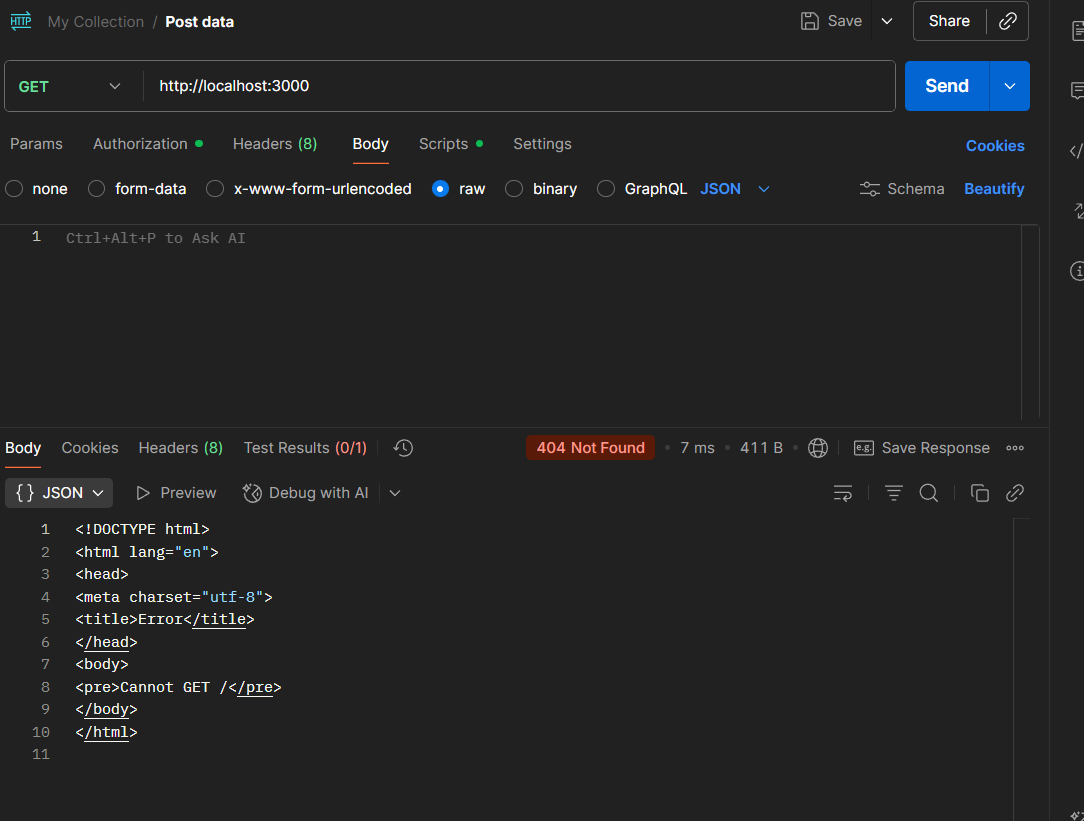 HTTP My Collection / Post data Save Share
GET http://localhost:3000 Send
Params Authorization Headers (8) Body Scripts Settings Cookies
none form-data x-www-form-urlencoded raw binary GraphQL JSON Schema Beautify
1 Ctrl+Alt+P to Ask AI
Body Cookies Headers (8) Test Results (0/1) 404 Not Found • 7 ms • 411 B • e.g. Save Response
{} JSON Preview Debug with AI
1 <!DOCTYPE html>
2 <html lang="en">
3 <head>
4 <meta charset="utf-8">
5 <title>Error</title>
6 </head>
7 <body>
8 <pre>Cannot GET /</pre>
9 </body>
10 </html>
11